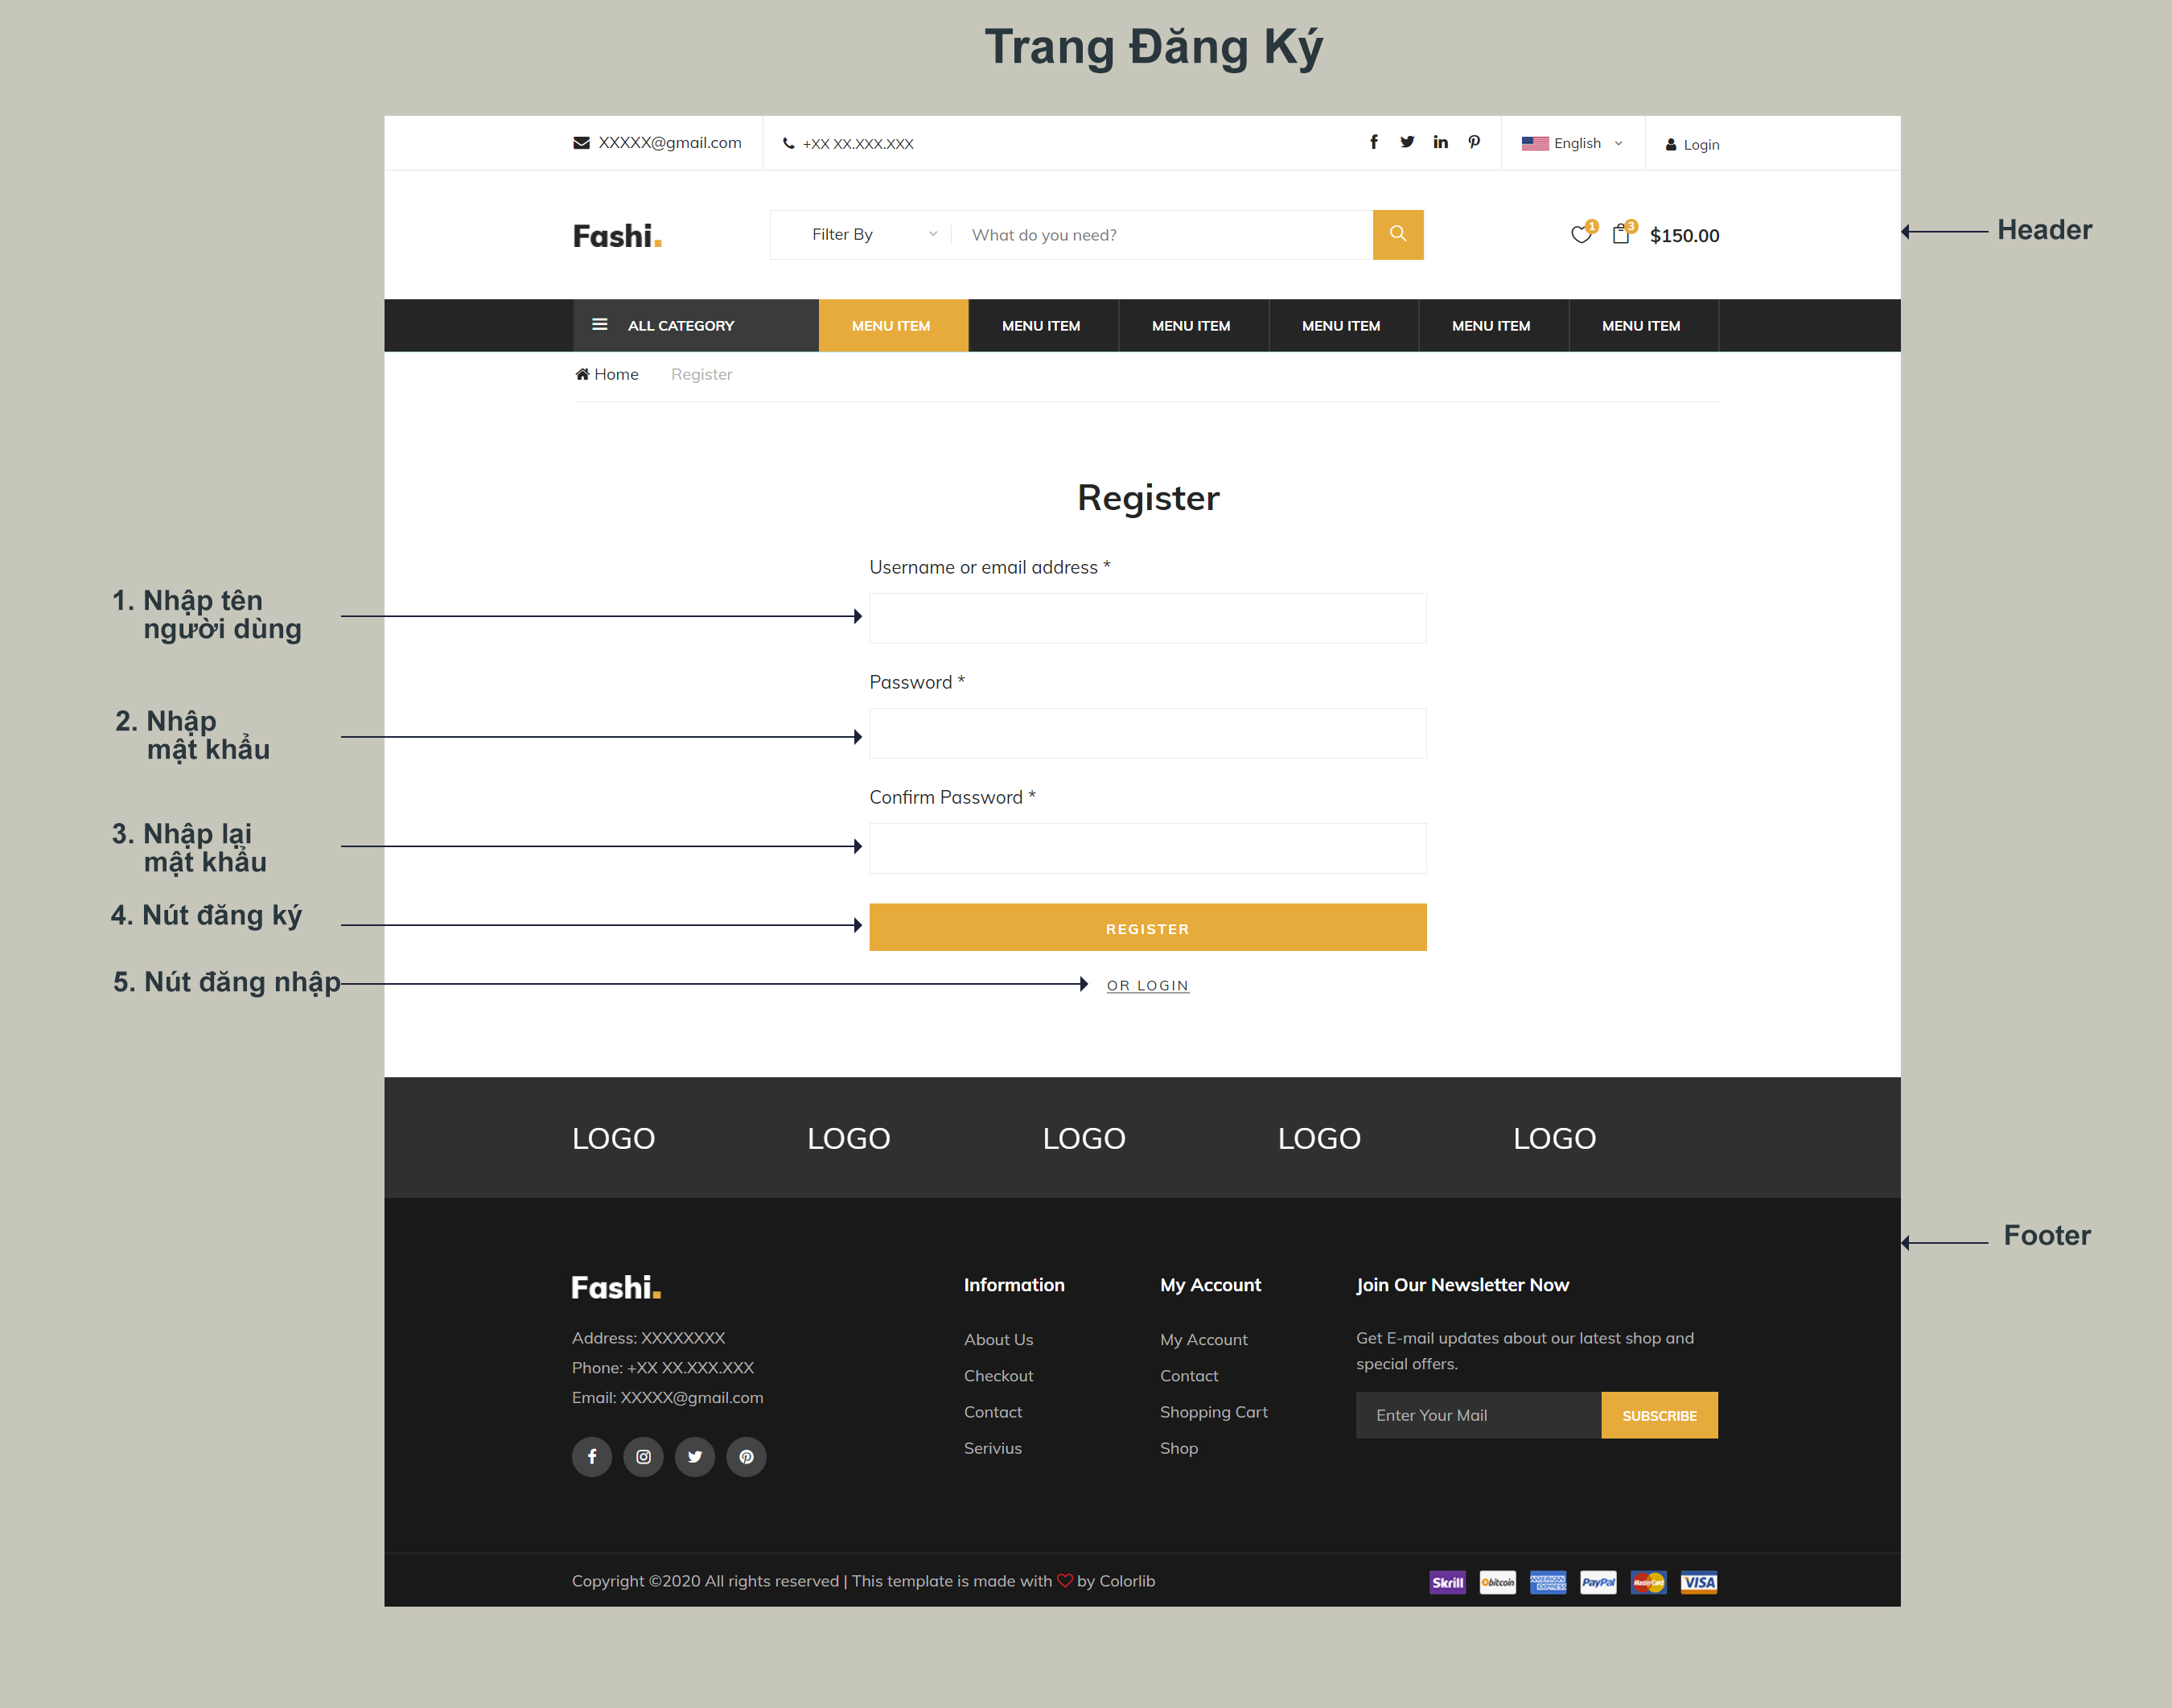 Trang Đăng Ký
XXXXX@gmail.com
+XX XX.XXX.XXX
English
Login
Fashi.
Filter By
What do you need?
1
3
$150.00
Header
ALL CATEGORY
MENU ITEM
MENU ITEM
MENU ITEM
MENU ITEM
MENU ITEM
MENU ITEM
Home
Register
Register
Username or email address *
1. Nhập tên
người dùng
Password *
2. Nhập
mật khẩu
Confirm Password *
3. Nhập lại
mật khẩu
4. Nút đăng ký
REGISTER
5. Nút đăng nhập
OR LOGIN
LOGO
LOGO
LOGO
LOGO
LOGO
Footer
Fashi.
Address: XXXXXXXX
Phone: +XX XX.XXX.XXX
Email: XXXXX@gmail.com
Information
About Us
Checkout
Contact
Serivius
My Account
My Account
Contact
Shopping Cart
Shop
Join Our Newsletter Now
Get E-mail updates about our latest shop and
special offers.
Enter Your Mail
SUBSCRIBE
Copyright ©2020 All rights reserved | This template is made with ♡ by Colorlib
Skrill
bitcoin
AMERICAN EXPRESS
PayPal
MasterCard
VISA